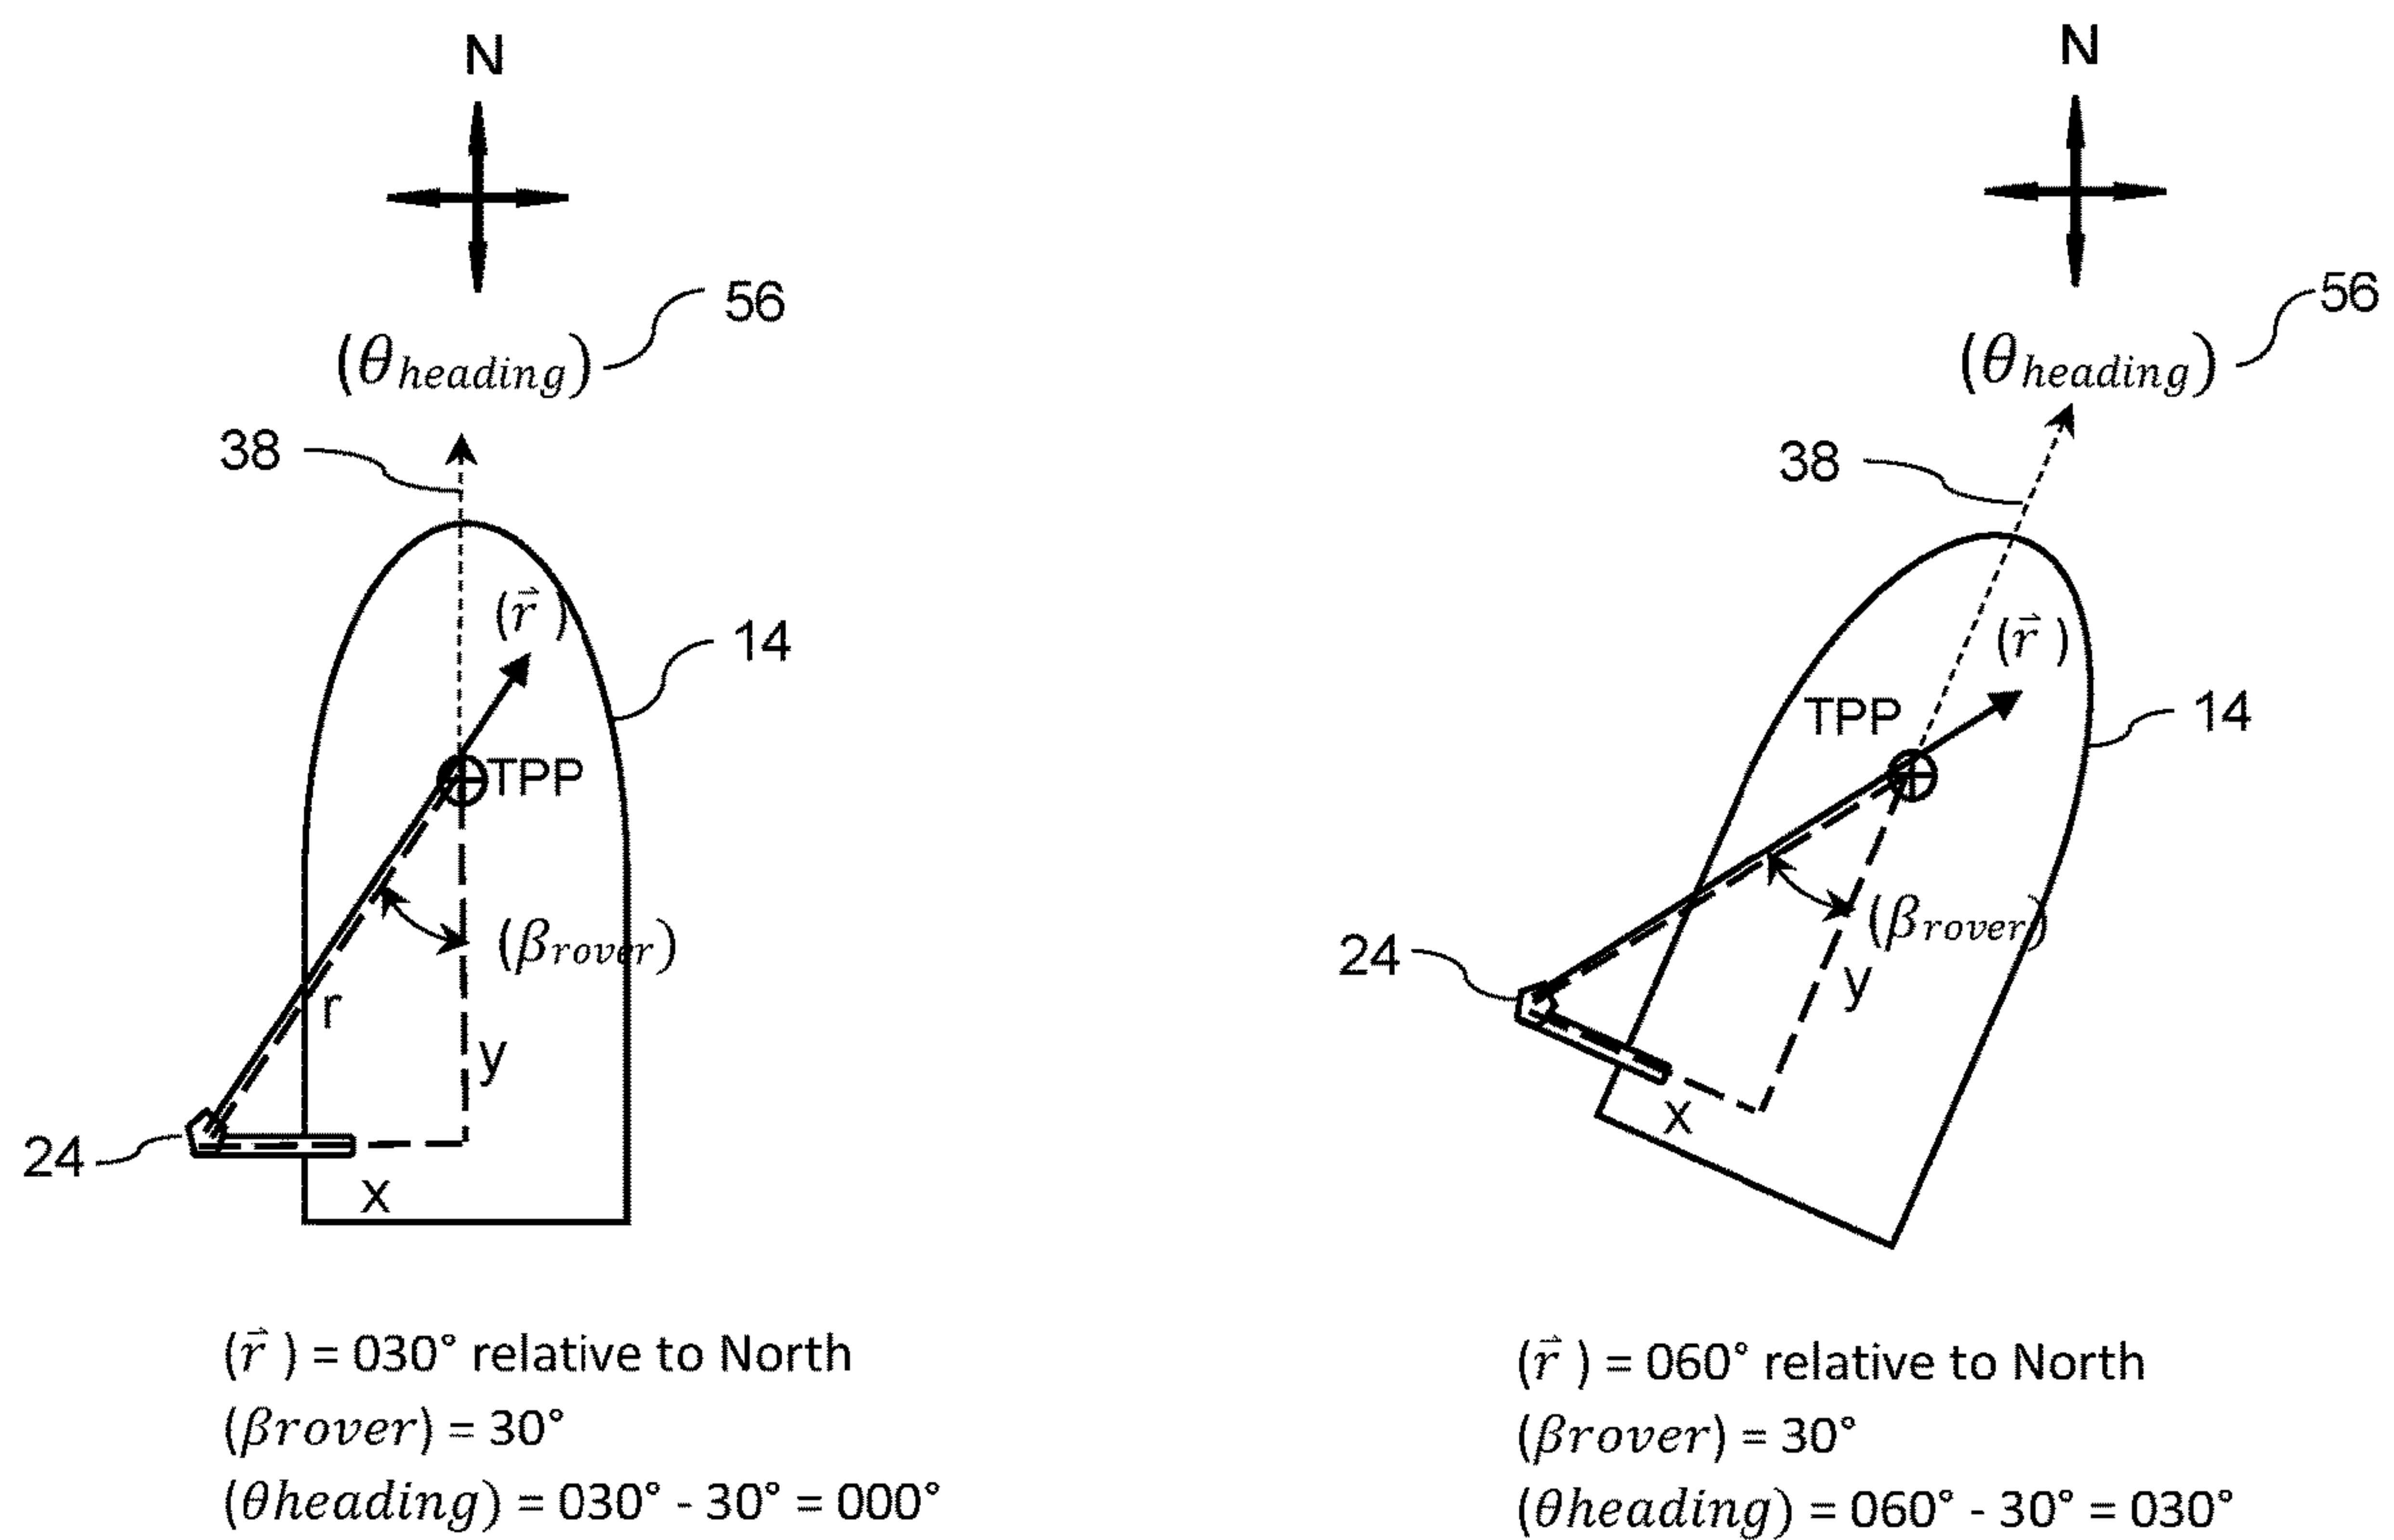 N
56
(θheading)
38
(r⃗ )
14
TPP
(βrover)
r
y
24
x
(r⃗ ) = 030° relative to North
(βrover) = 30°
(θheading) = 030° - 30° = 000°
N
56
(θheading)
38
(r⃗ )
TPP
14
(βrover)
24
y
x
(r⃗ ) = 060° relative to North
(βrover) = 30°
(θheading) = 060° - 30° = 030°